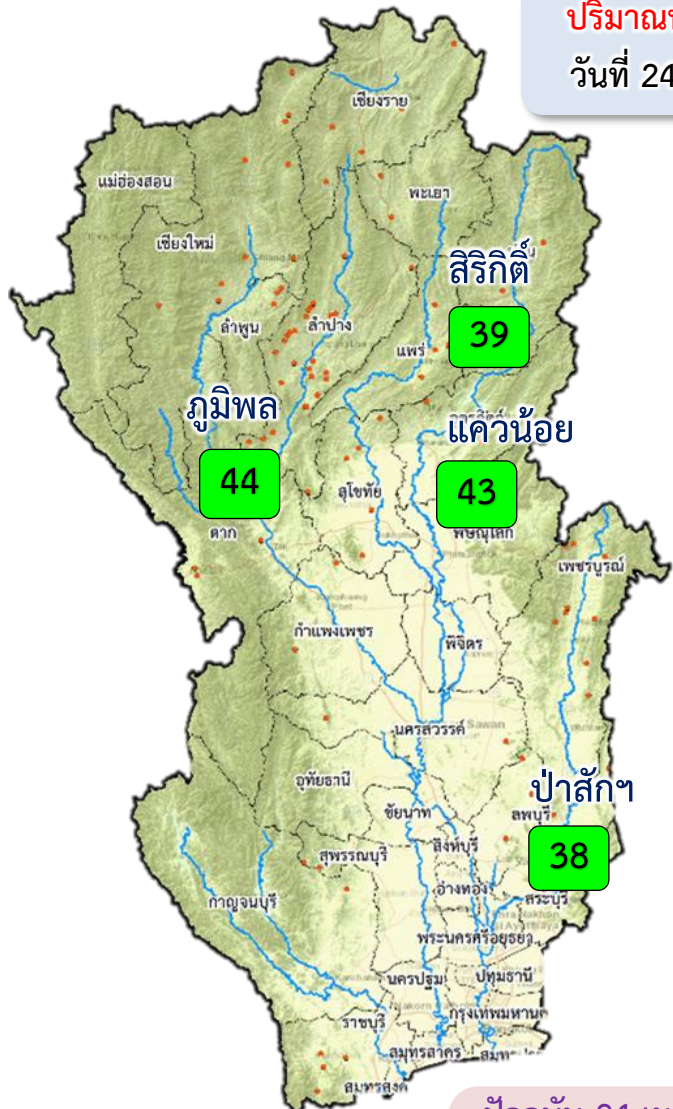 ปริมาณ
วันที่ 24
เชียงราย
แม่ฮ่องสอน
พะเยา
เชียงใหม่
สิริกิติ์
39
ลำพูน
ลำปาง
แพร่
ภูมิพล
44
แควน้อย
43
สุโขทัย
ตาก
พิษณุโลก
เพชรบูรณ์
กำแพงเพชร
พิจิตร
นครสวรรค์
Sawan
อุทัยธานี
ป่าสักฯ
38
ชัยนาท
ลพบุรี
สิงห์บุรี
สุพรรณบุรี
อ่างทอง
สระบุรี
กาญจนบุรี
พระนครศรีอยุธยา
นครปฐม
ปทุมธานี
กรุงเทพมหานค
ราชบุรี
สมุทรสาคร
สมุทรสงค